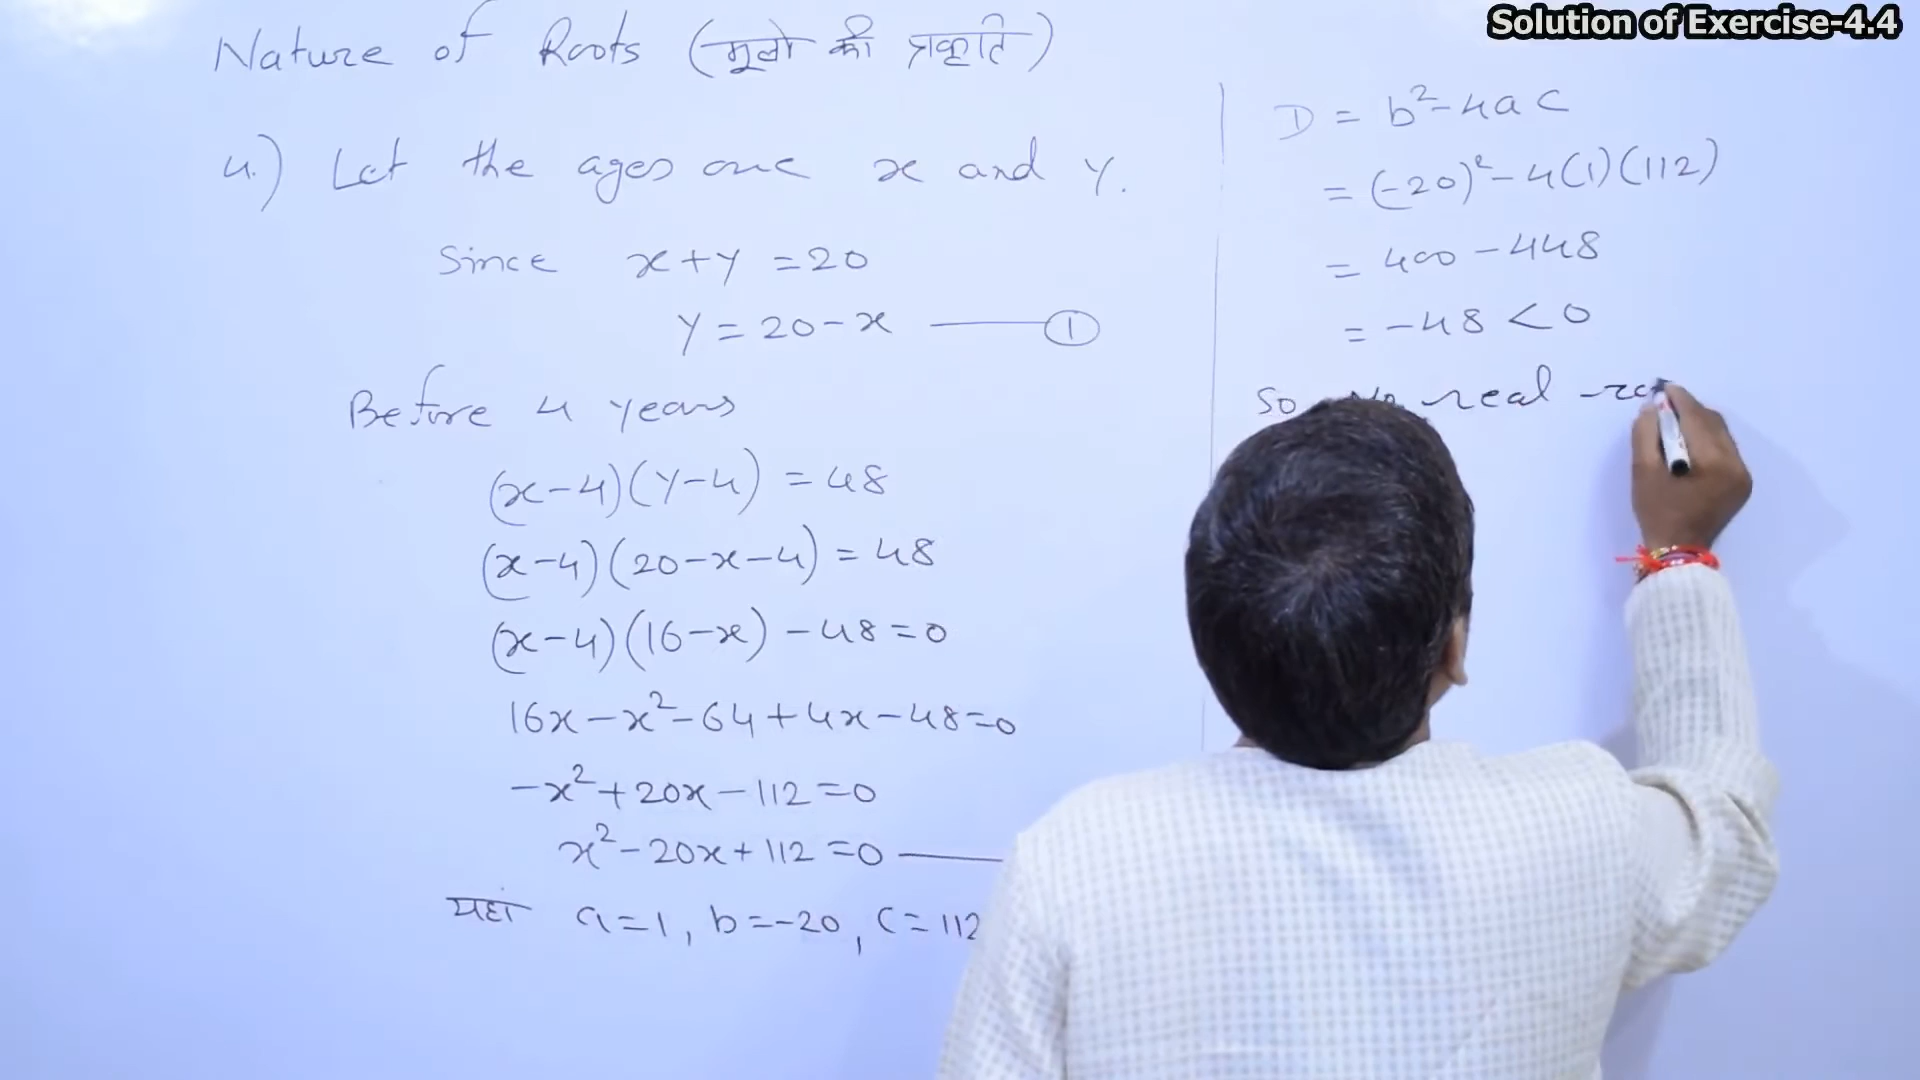 Solution of Exercise-4.4
Nature of Roots (मूलो की प्रकृति)
4.) Let the ages are x and y.
Since x+y =20
y = 20-x ——— ①
Before 4 years
(x-4)(y-4) = 48
(x-4)(20-x-4) = 48
(x-4)(16-x) -48=0
16x-x²-64+4x-48=0
-x²+20x-112=0
x²-20x+112=0 ———
यहां a=1, b=-20, c=112
D = b²-4ac
= (-20)²-4(1)(112)
= 400-448
= -48<0
So No real